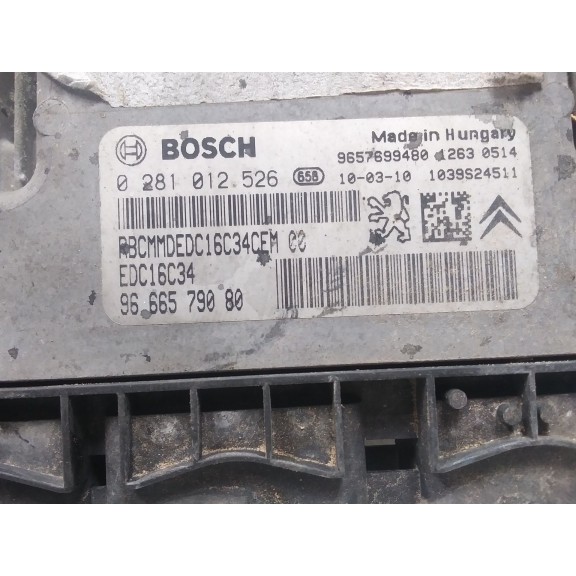 BOSCH
Made in Hungary
9657699480 1263 0514
0 281 012 526 658 10-03-10 1039S24511
RBCMMDEDC16C34CEM 00
EDC16C34
96 665 790 80